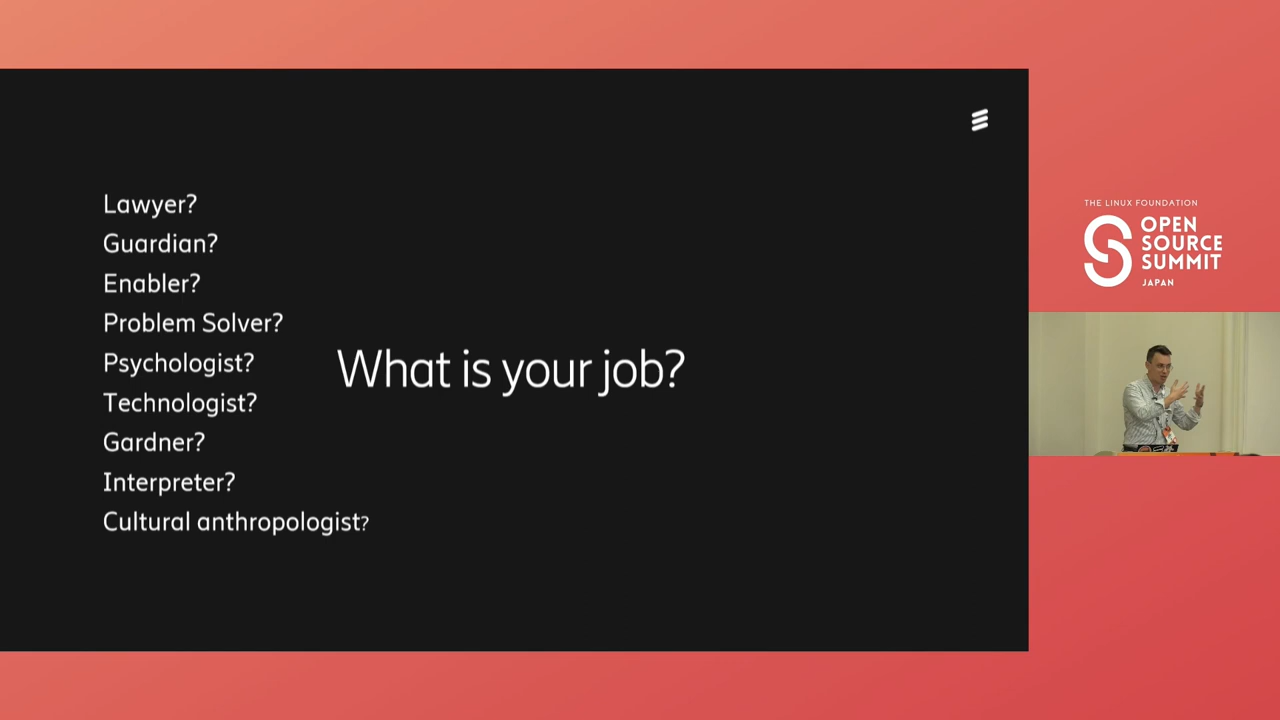 Lawyer?
Guardian?
Enabler?
Problem Solver?
Psychologist?
Technologist?
Gardner?
Interpreter?
Cultural anthropologist?
What is your job?
THE LINUX FOUNDATION
OPEN
SOURCE
SUMMIT
JAPAN